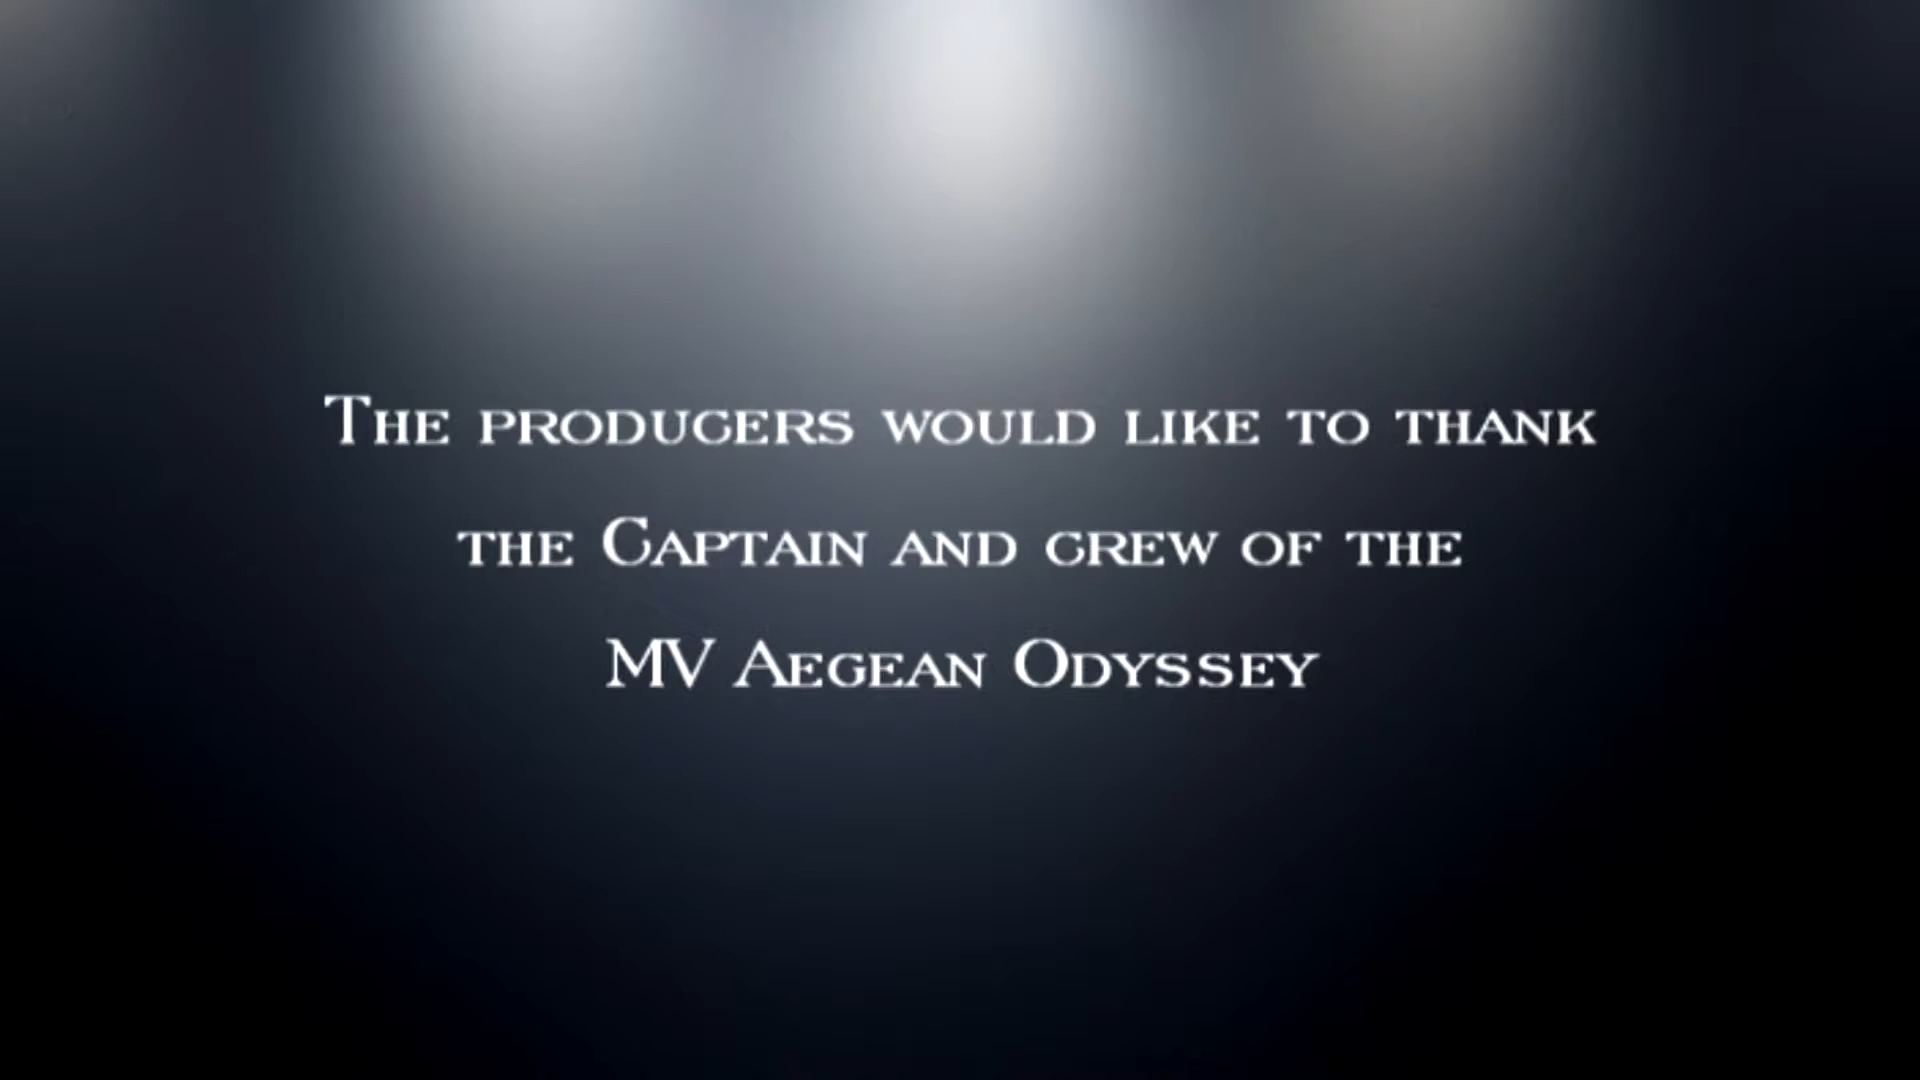 The producers would like to thank
the Captain and crew of the
MV Aegean Odyssey